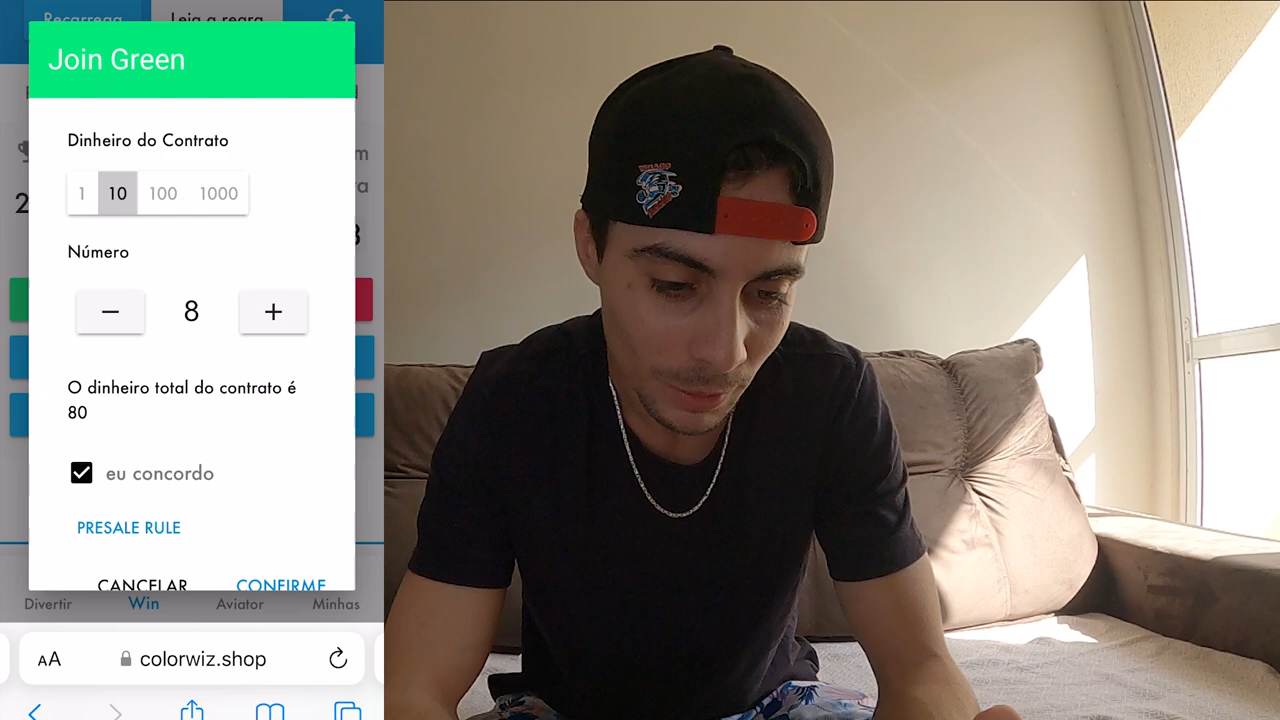 Recarrega
Leia a regra
Join Green
Dinheiro do Contrato
1 10 100 1000
Número
− 8 +
O dinheiro total do contrato é
80
eu concordo
PRESALE RULE
CANCELAR CONFIRME
Divertir Win Aviator Minhas
AA colorwiz.shop